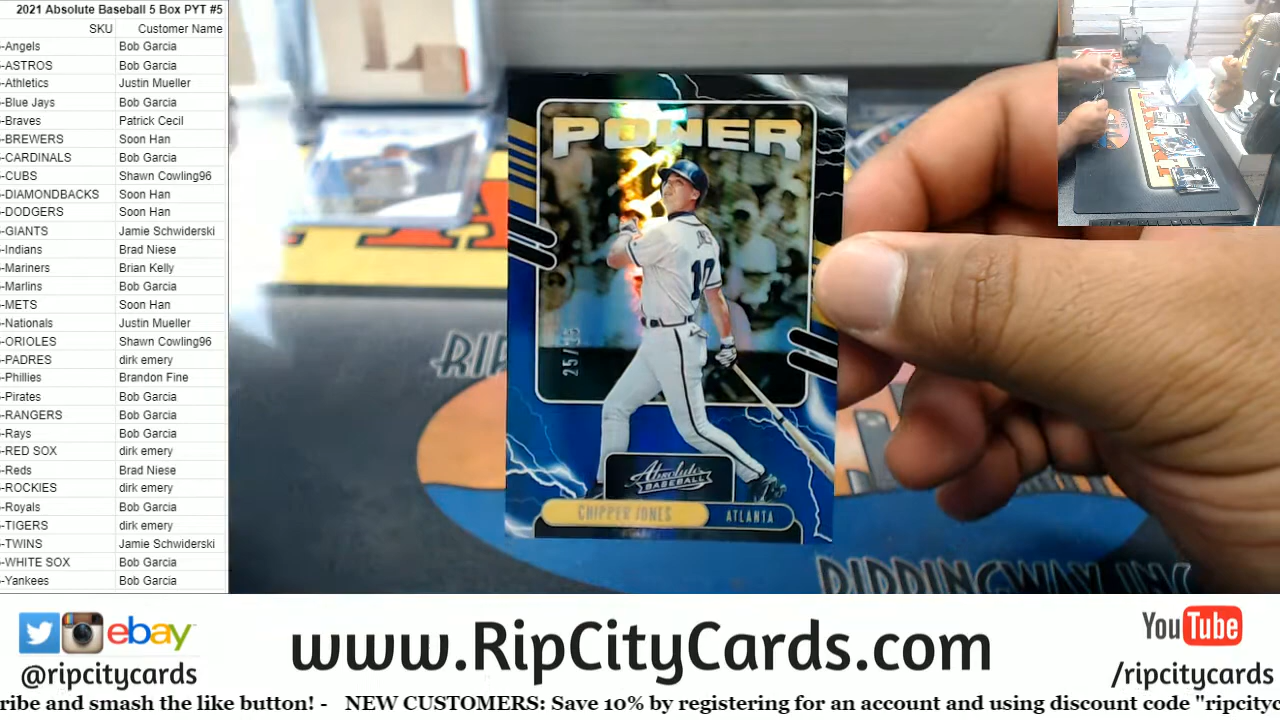 2021 Absolute Baseball 5 Box PYT #5
SKU Customer Name
-Angels Bob Garcia
-ASTROS Bob Garcia
-Athletics Justin Mueller
-Blue Jays Bob Garcia
-Braves Patrick Cecil
-BREWERS Soon Han
-CARDINALS Bob Garcia
-CUBS Shawn Cowling96
-DIAMONDBACKS Soon Han
-DODGERS Soon Han
-GIANTS Jamie Schwiderski
-Indians Brad Niese
-Mariners Brian Kelly
-Marlins Bob Garcia
-METS Soon Han
-Nationals Justin Mueller
-ORIOLES Shawn Cowling96
-PADRES dirk emery
-Phillies Brandon Fine
-Pirates Bob Garcia
-RANGERS Bob Garcia
-Rays Bob Garcia
-RED SOX dirk emery
-Reds Brad Niese
-ROCKIES dirk emery
-Royals Bob Garcia
-TIGERS dirk emery
-TWINS Jamie Schwiderski
-WHITE SOX Bob Garcia
-Yankees Bob Garcia
POWER
JONES
10
Absolute
BASEBALL
CHIPPER JONES ATLANTA
RIP
RIPPINGWAX INC
ebay
@ripcitycards
www.RipCityCards.com
YouTube
/ripcitycards
ribe and smash the like button! - NEW CUSTOMERS: Save 10% by registering for an account and using discount code "ripcityc